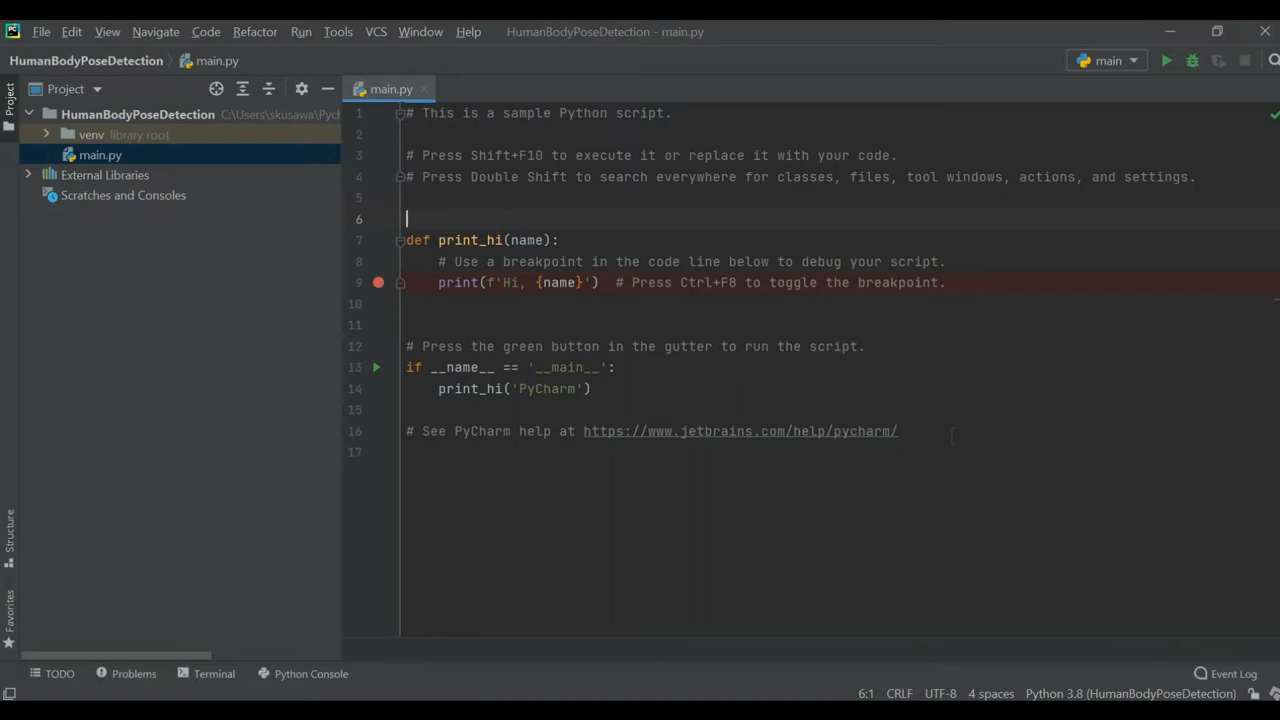 PC File Edit View Navigate Code Refactor Run Tools VCS Window Help HumanBodyPoseDetection - main.py
HumanBodyPoseDetection main.py main
Project main.py
HumanBodyPoseDetection C:\Users\skusawa\Pych
venv library root
main.py
External Libraries
Scratches and Consoles
1 # This is a sample Python script.
2
3 # Press Shift+F10 to execute it or replace it with your code.
4 # Press Double Shift to search everywhere for classes, files, tool windows, actions, and settings.
5
6
7 def print_hi(name):
8 # Use a breakpoint in the code line below to debug your script.
9 print(f'Hi, {name}') # Press Ctrl+F8 to toggle the breakpoint.
10
11
12 # Press the green button in the gutter to run the script.
13 if __name__ == '__main__':
14 print_hi('PyCharm')
15
16 # See PyCharm help at https://www.jetbrains.com/help/pycharm/
17
Project
Structure
Favorites
TODO Problems Terminal Python Console Event Log
6:1 CRLF UTF-8 4 spaces Python 3.8 (HumanBodyPoseDetection)